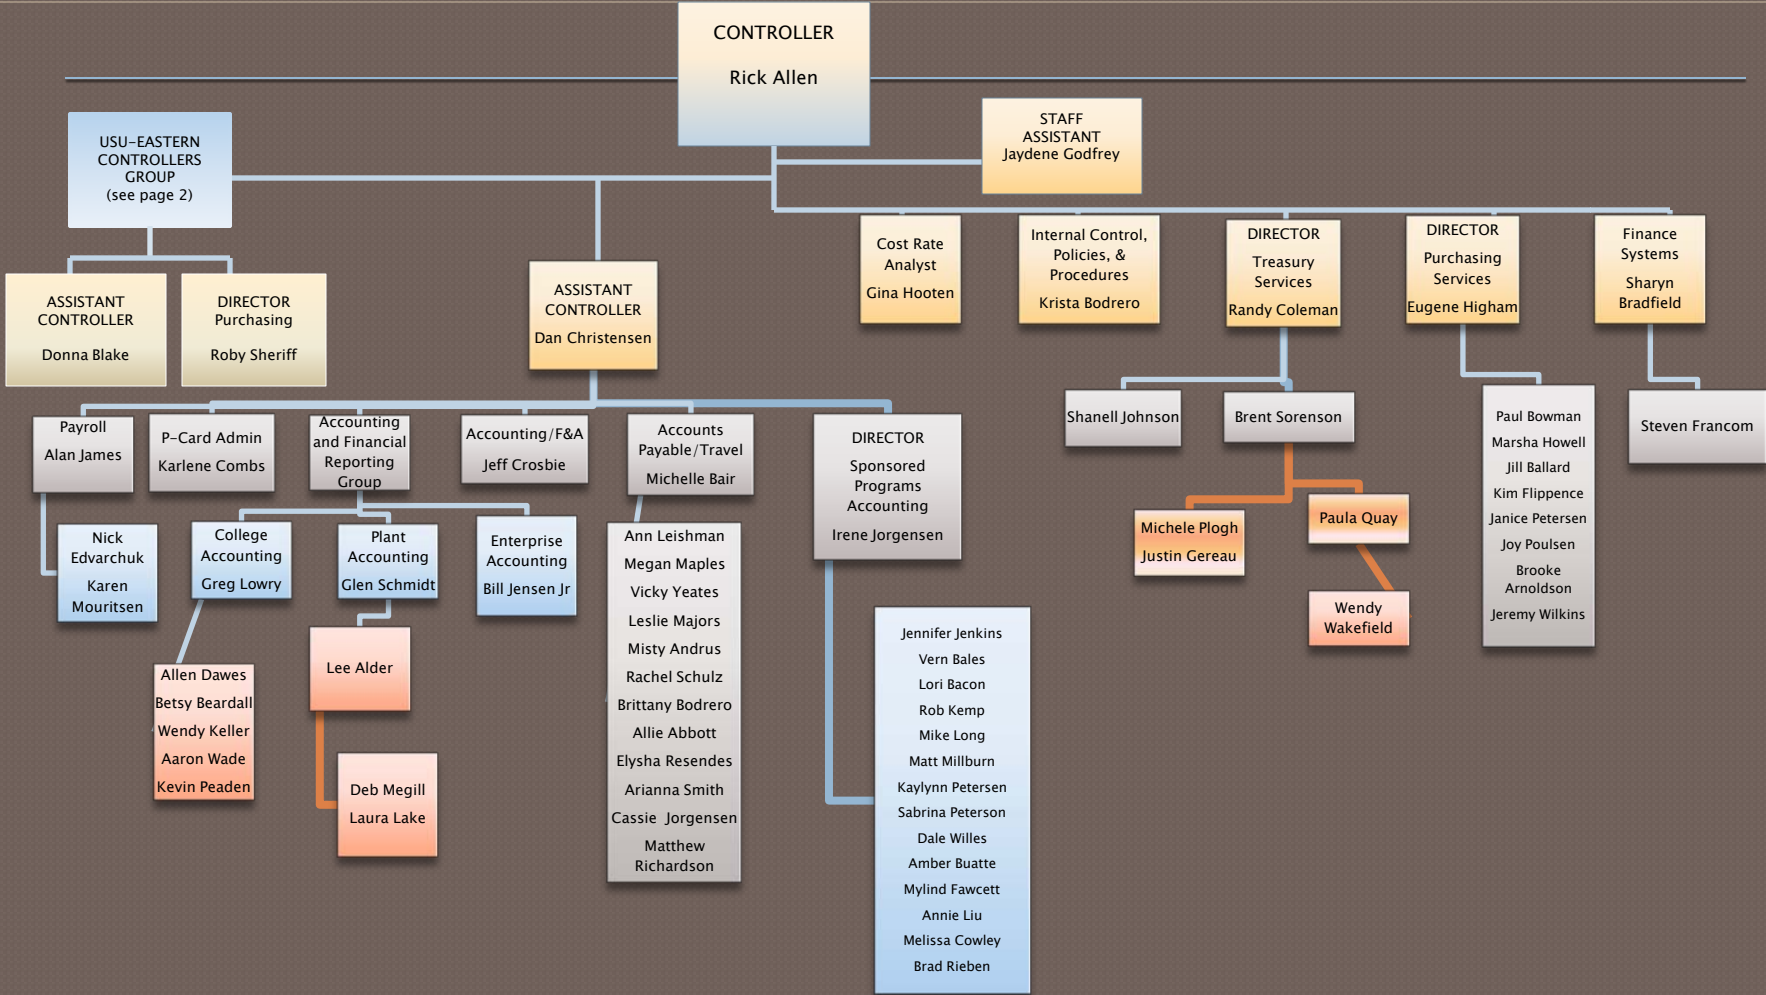 CONTROLLER
Rick Allen
STAFF
ASSISTANT
Jaydene Godfrey
USU-EASTERN
CONTROLLERS
GROUP
(see page 2)
ASSISTANT
CONTROLLER
Donna Blake
DIRECTOR
Purchasing
Roby Sheriff
ASSISTANT
CONTROLLER
Dan Christensen
Cost Rate
Analyst
Gina Hooten
Internal Control,
Policies, &
Procedures
Krista Bodrero
DIRECTOR
Treasury
Services
Randy Coleman
DIRECTOR
Purchasing
Services
Eugene Higham
Finance
Systems
Sharyn
Bradfield
Payroll
Alan James
P-Card Admin
Karlene Combs
Accounting
and Financial
Reporting
Group
Accounting/F&A
Jeff Crosbie
Accounts
Payable/Travel
Michelle Bair
DIRECTOR
Sponsored
Programs
Accounting
Irene Jorgensen
Shanell Johnson
Brent Sorenson
Paul Bowman
Marsha Howell
Jill Ballard
Kim Flippence
Janice Petersen
Joy Poulsen
Brooke
Arnoldson
Jeremy Wilkins
Steven Francom
Nick
Edvarchuk
Karen
Mouritsen
College
Accounting
Greg Lowry
Plant
Accounting
Glen Schmidt
Enterprise
Accounting
Bill Jensen Jr
Ann Leishman
Megan Maples
Vicky Yeates
Leslie Majors
Misty Andrus
Rachel Schulz
Brittany Bodrero
Allie Abbott
Elysha Resendes
Arianna Smith
Cassie Jorgensen
Matthew
Richardson
Michele Plogh
Justin Gereau
Paula Quay
Wendy
Wakefield
Allen Dawes
Betsy Beardall
Wendy Keller
Aaron Wade
Kevin Peaden
Lee Alder
Deb Megill
Laura Lake
Jennifer Jenkins
Vern Bales
Lori Bacon
Rob Kemp
Mike Long
Matt Millburn
Kaylynn Petersen
Sabrina Peterson
Dale Willes
Amber Buatte
Mylind Fawcett
Annie Liu
Melissa Cowley
Brad Rieben